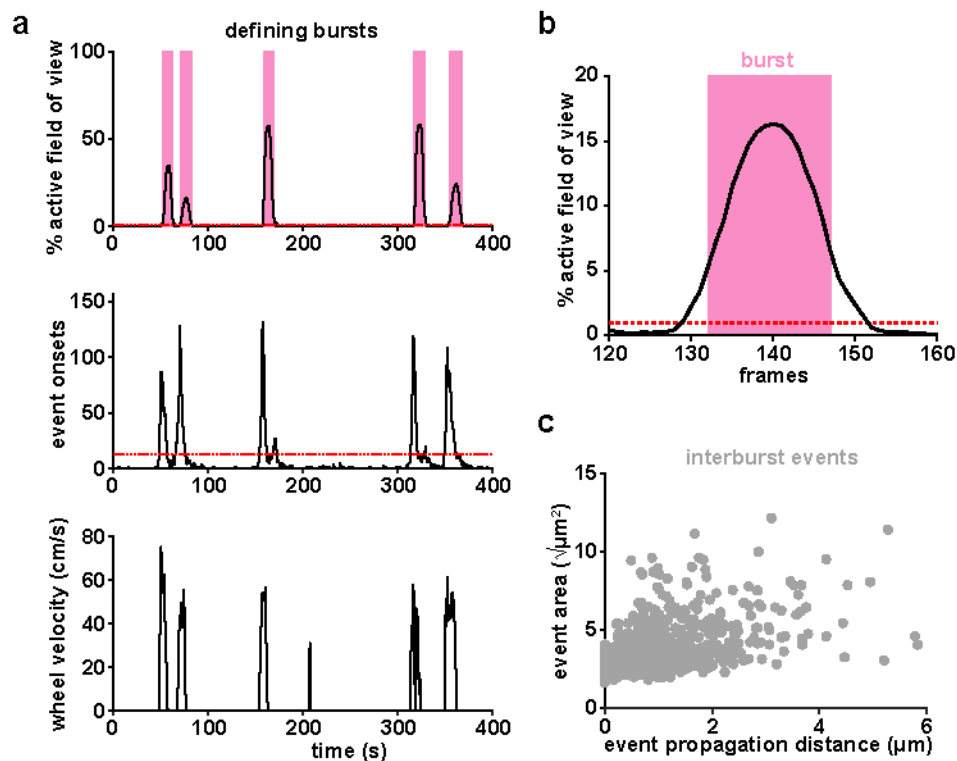 a
defining bursts
% active field of view
100
50
0
0 100 200 300 400
event onsets
150
100
50
0
0 100 200 300 400
wheel velocity (cm/s)
80
60
40
20
0
0 100 200 300 400
time (s)
b
burst
% active field of view
20
15
10
5
0
120 130 140 150 160
frames
c
interburst events
event area (√µm²)
15
10
5
0
0 2 4 6
event propagation distance (µm)